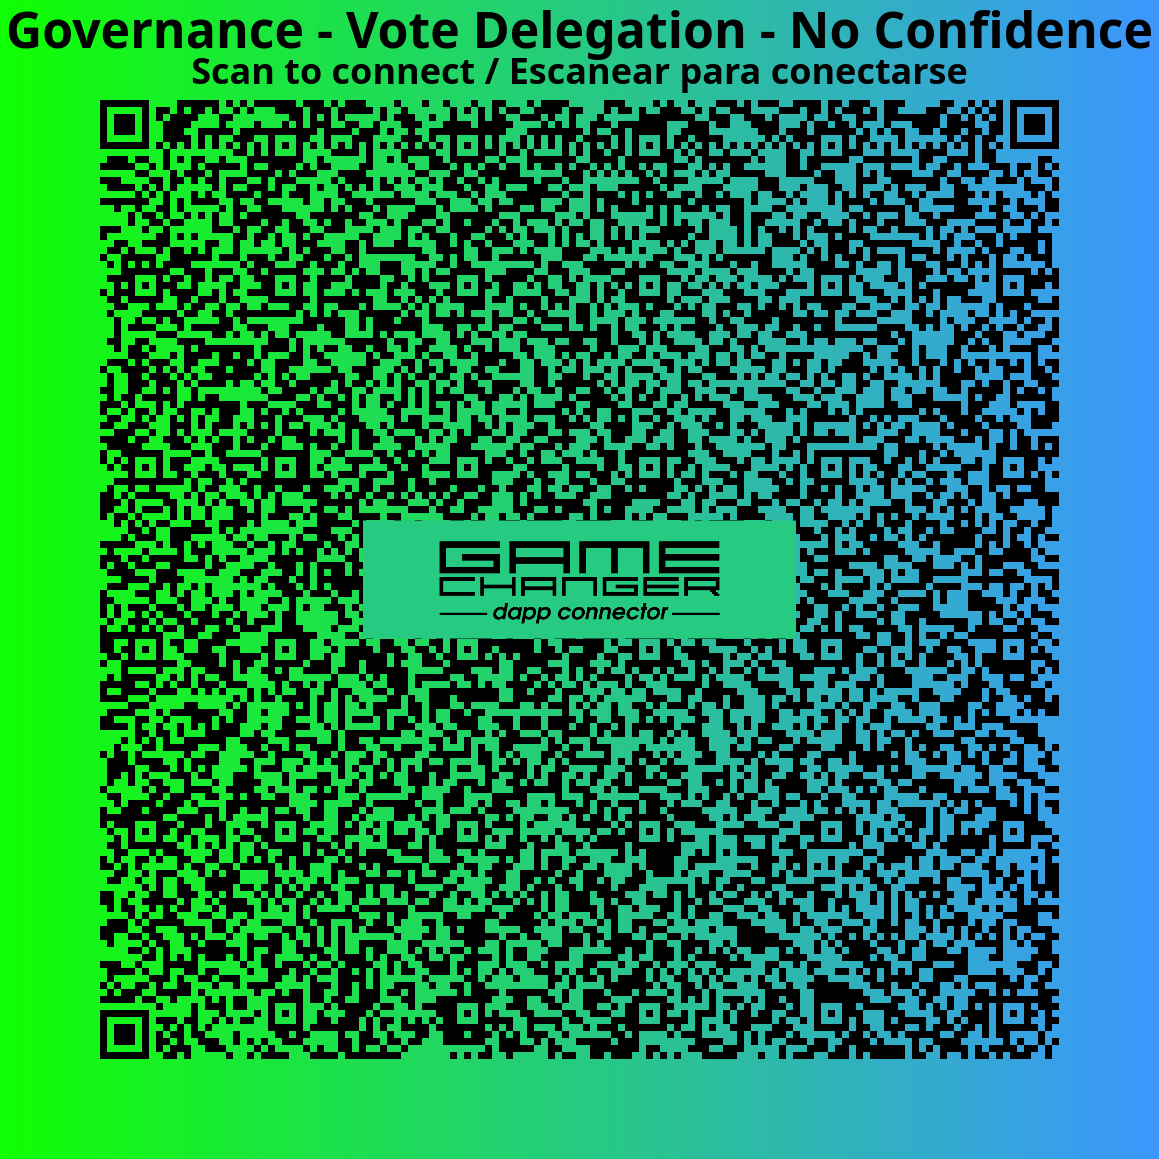 Governance - Vote Delegation - No Confidence
Scan to connect / Escanear para conectarse
GAME
CHANGER
dapp connector